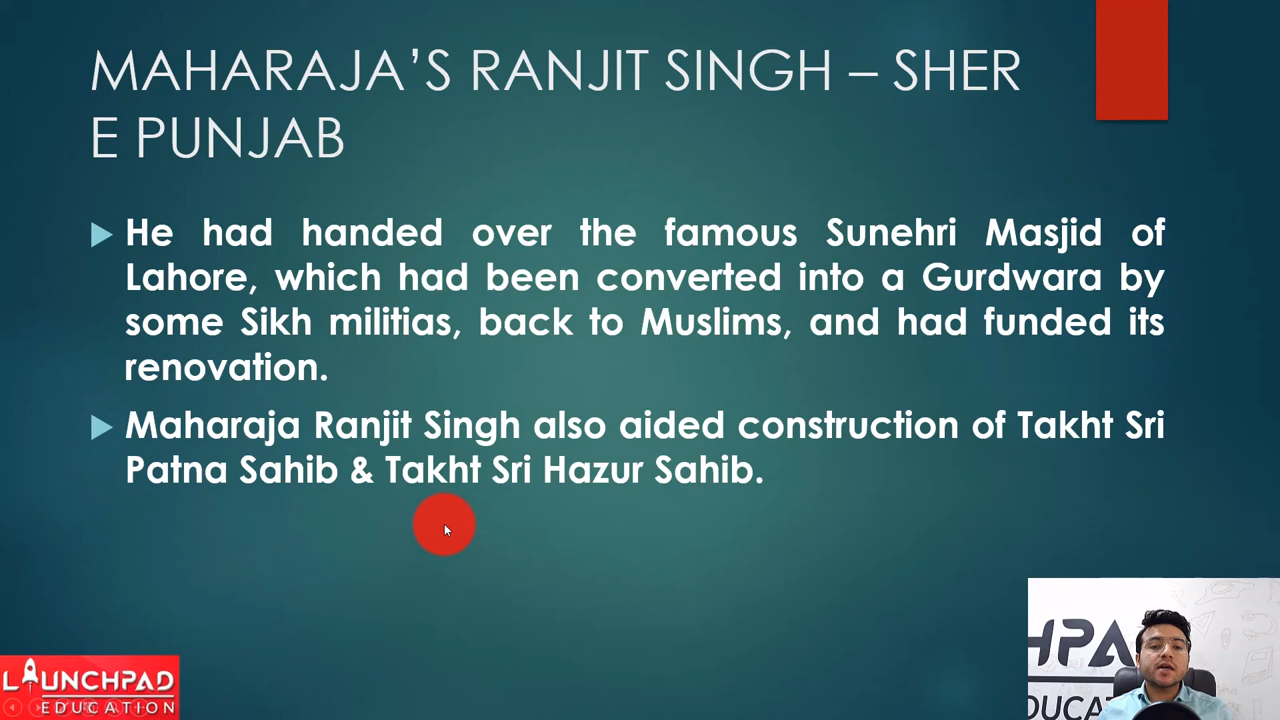 MAHARAJA'S RANJIT SINGH – SHER
E PUNJAB
He had handed over the famous Sunehri Masjid of
Lahore, which had been converted into a Gurdwara by
some Sikh militias, back to Muslims, and had funded its
renovation.
Maharaja Ranjit Singh also aided construction of Takht Sri
Patna Sahib & Takht Sri Hazur Sahib.
HPA
DUCA
LAUNCHPAD
EDUCATION